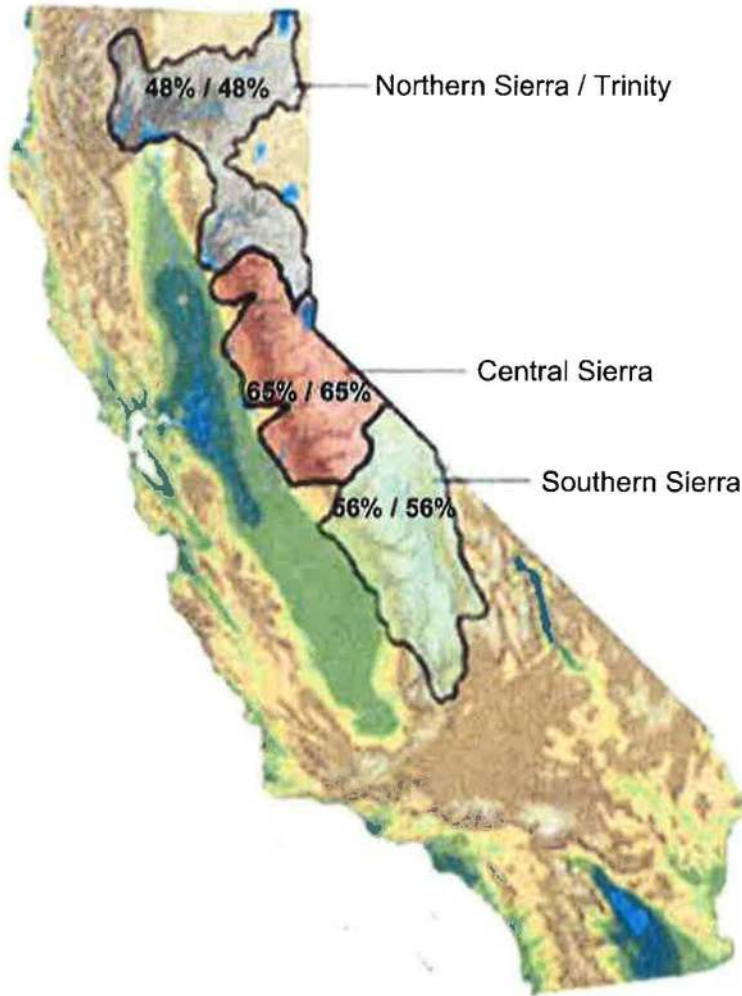 48% / 48%
Northern Sierra / Trinity
Central Sierra
65% / 65%
Southern Sierra
56% / 56%